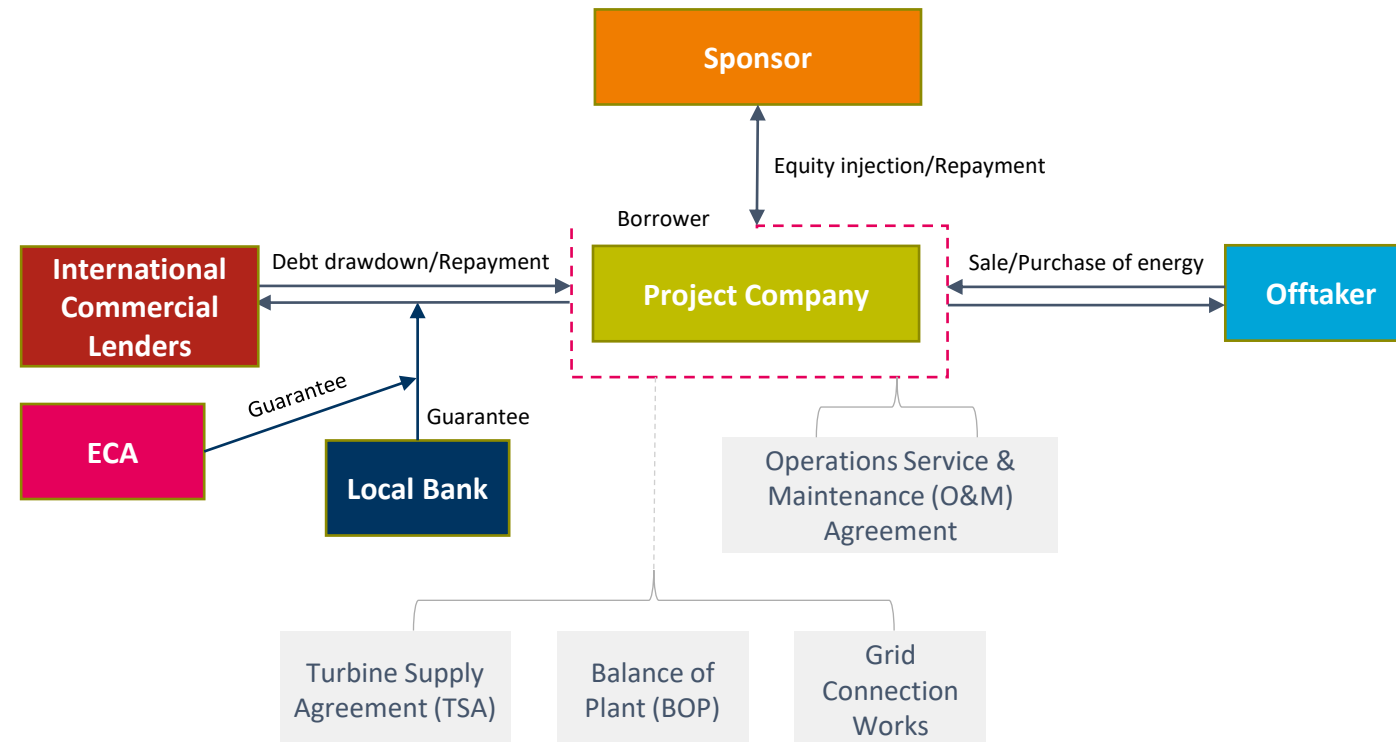 Sponsor
Equity injection/Repayment
Borrower
International
Commercial
Lenders
Debt drawdown/Repayment
Project Company
Sale/Purchase of energy
Offtaker
Guarantee
Guarantee
ECA
Local Bank
Operations Service &
Maintenance (O&M)
Agreement
Turbine Supply
Agreement (TSA)
Balance of
Plant (BOP)
Grid
Connection
Works